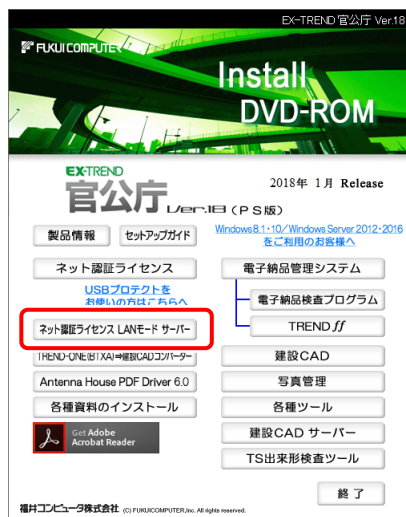 EX-TREND 官公庁 Ver.18
FUKUI COMPUTER
Install
DVD-ROM
EX-TREND
官公庁 Ver.18 (PS版)
2018年 1月 Release
製品情報
セットアップガイド
Windows8.1・10／Windows Server 2012・2016
をご利用のお客様へ
ネット認証ライセンス
USBプロテクトを
お使いの方はこちらへ
ネット認証ライセンス LANモード サーバー
TREND-ONE(BTXA)⇒建設CADコンバーター
Antenna House PDF Driver 6.0
各種資料のインストール
Get Adobe
Acrobat Reader
電子納品管理システム
電子納品検査プログラム
TREND ff
建設CAD
写真管理
各種ツール
建設CAD サーバー
TS出来形検査ツール
終了
福井コンピュータ株式会社 (C) FUKUICOMPUTER,Inc. All rights reserved.